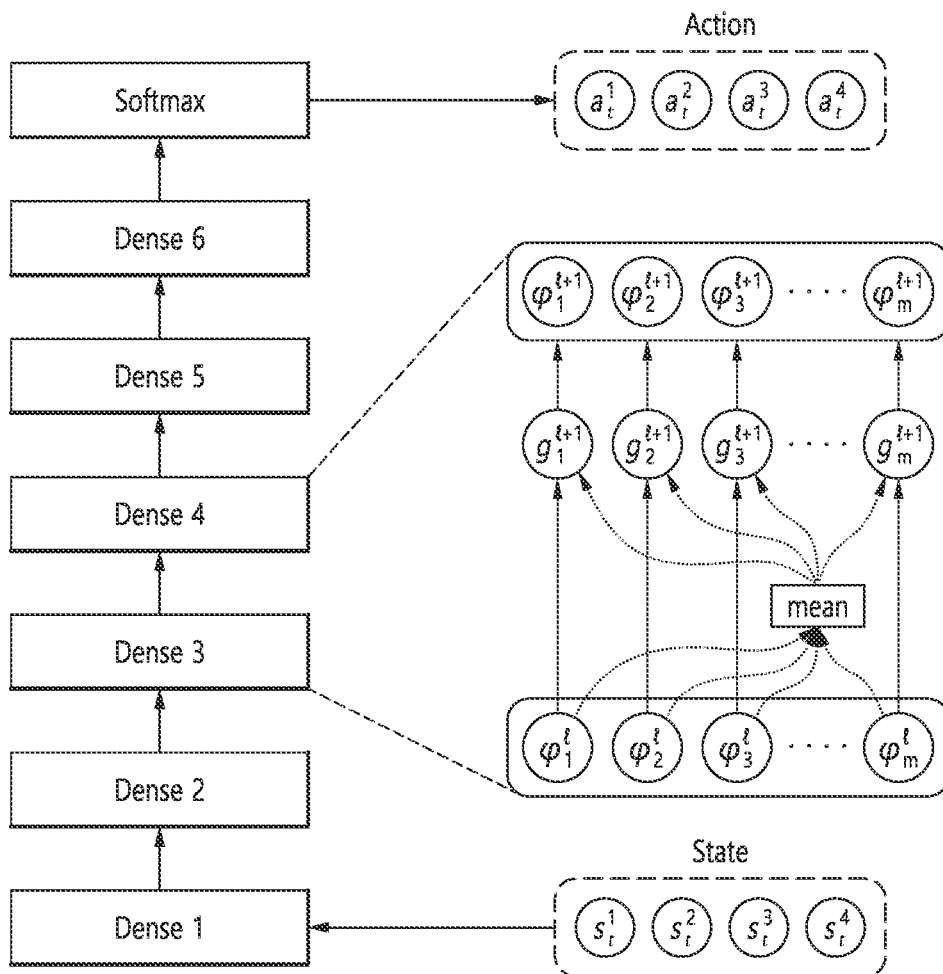 Action
Softmax
a_t^1 a_t^2 a_t^3 a_t^4
Dense 6
φ_1^{ℓ+1} φ_2^{ℓ+1} φ_3^{ℓ+1} · · · · φ_m^{ℓ+1}
Dense 5
g_1^{ℓ+1} g_2^{ℓ+1} g_3^{ℓ+1} · · · · g_m^{ℓ+1}
Dense 4
mean
Dense 3
φ_1^ℓ φ_2^ℓ φ_3^ℓ · · · · φ_m^ℓ
Dense 2
State
Dense 1
s_t^1 s_t^2 s_t^3 s_t^4